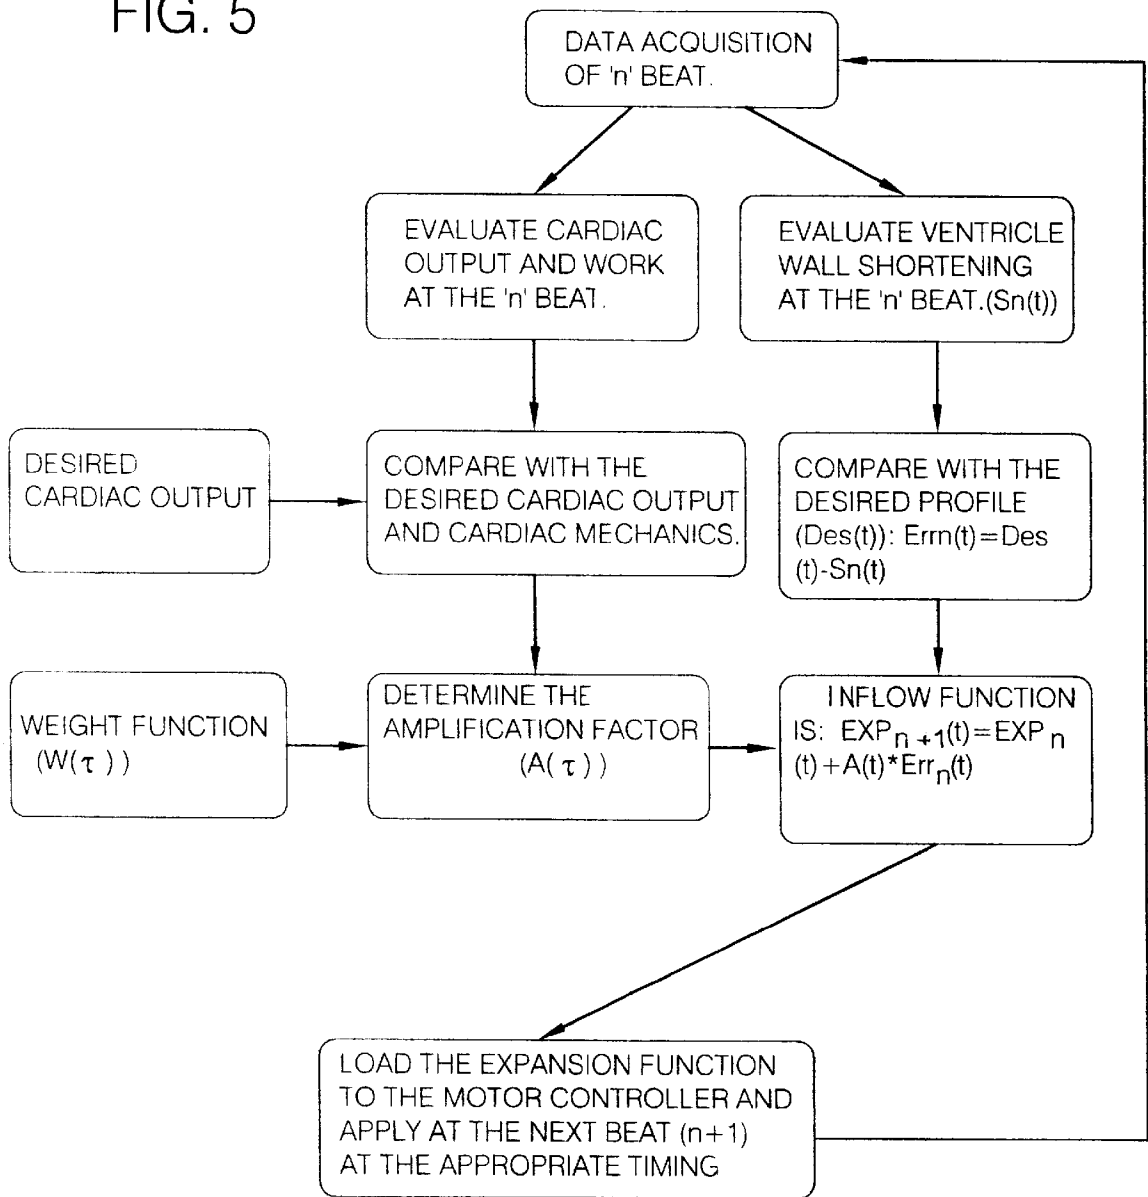 FIG. 5
DATA ACQUISITION
OF 'n' BEAT.
EVALUATE CARDIAC
OUTPUT AND WORK
AT THE 'n' BEAT.
EVALUATE VENTRICLE
WALL SHORTENING
AT THE 'n' BEAT.(Sn(t))
DESIRED
CARDIAC OUTPUT
COMPARE WITH THE
DESIRED CARDIAC OUTPUT
AND CARDIAC MECHANICS.
COMPARE WITH THE
DESIRED PROFILE
(Des(t)): Errn(t)=Des
(t)-Sn(t)
WEIGHT FUNCTION
(W(τ))
DETERMINE THE
AMPLIFICATION FACTOR
(A(τ))
INFLOW FUNCTION
IS: EXPn+1(t)=EXPn
(t)+A(t)*Errn(t)
LOAD THE EXPANSION FUNCTION
TO THE MOTOR CONTROLLER AND
APPLY AT THE NEXT BEAT (n+1)
AT THE APPROPRIATE TIMING